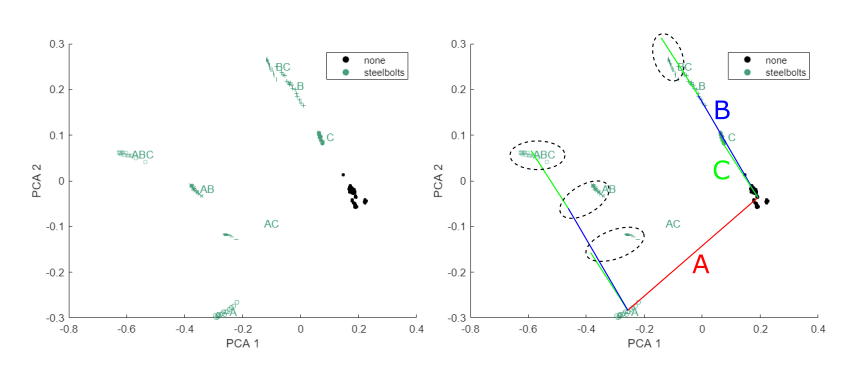 0.3
0.2
0.1
0
-0.1
-0.2
-0.3
PCA 2
-0.8
-0.6
-0.4
-0.2
0
0.2
0.4
PCA 1
none
steelbolts
BC
B
C
ABC
AB
AC
A
0.3
0.2
0.1
0
-0.1
-0.2
-0.3
PCA 2
-0.8
-0.6
-0.4
-0.2
0
0.2
0.4
PCA 1
none
steelbolts
BC
B
B
C
C
ABC
AB
AC
A
A